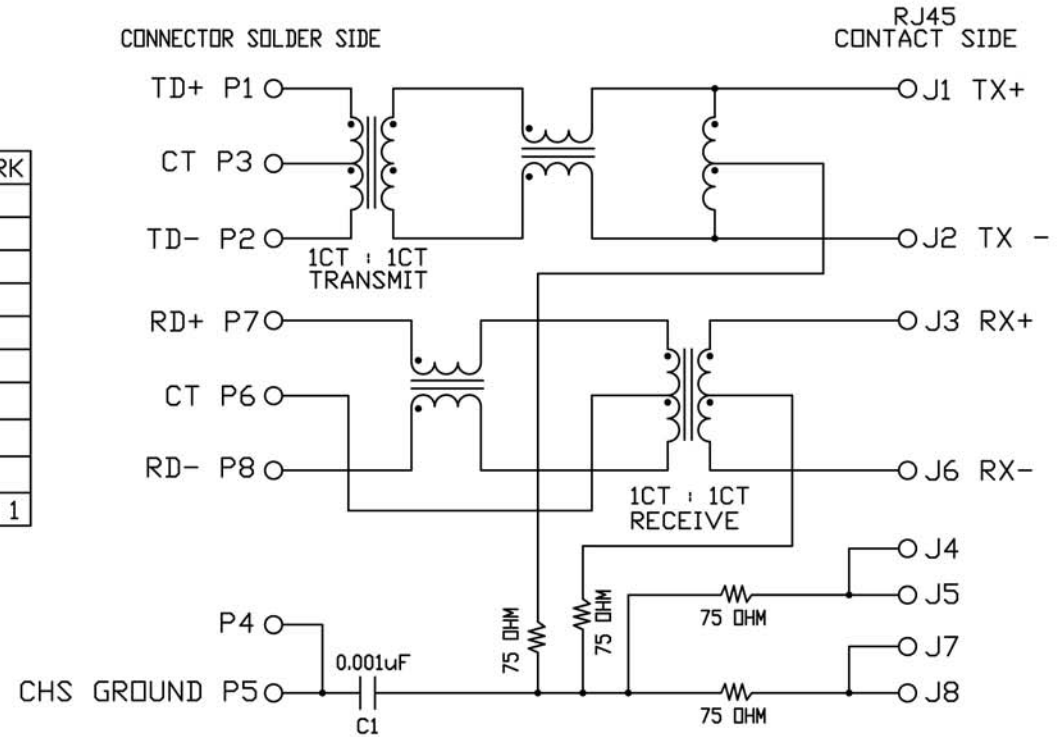 RJ45
CONNECTOR SOLDER SIDE
CONTACT SIDE
TD+ P1
J1 TX+
RK
CT P3
TD- P2
J2 TX -
1CT : 1CT
TRANSMIT
RD+ P7
J3 RX+
CT P6
RD- P8
J6 RX-
1CT : 1CT
RECEIVE
1
J4
J5
75 OHM
75 OHM
75 OHM
P4
J7
0.001uF
CHS GROUND P5
J8
C1
75 OHM